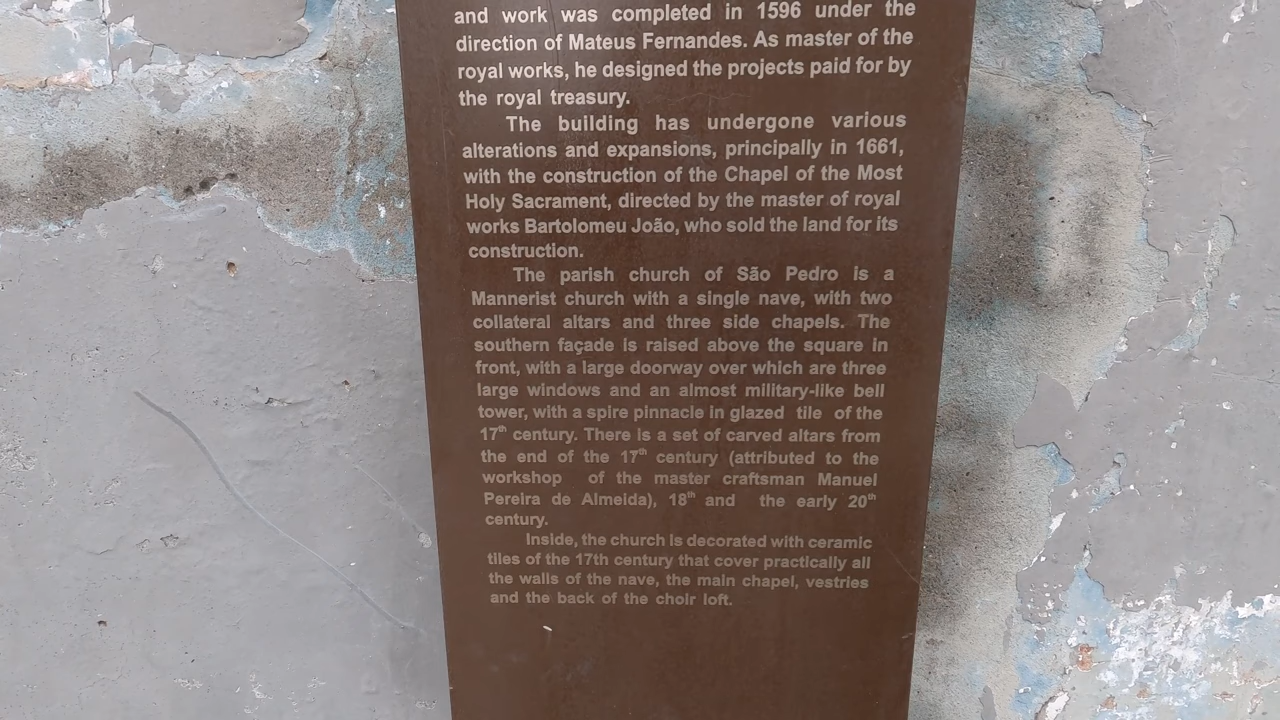 and work was completed in 1596 under the
direction of Mateus Fernandes. As master of the
royal works, he designed the projects paid for by
the royal treasury.
The building has undergone various
alterations and expansions, principally in 1661,
with the construction of the Chapel of the Most
Holy Sacrament, directed by the master of royal
works Bartolomeu João, who sold the land for its
construction.
The parish church of São Pedro is a
Mannerist church with a single nave, with two
collateral altars and three side chapels. The
southern façade is raised above the square in
front, with a large doorway over which are three
large windows and an almost military-like bell
tower, with a spire pinnacle in glazed tile of the
17th century. There is a set of carved altars from
the end of the 17th century (attributed to the
workshop of the master craftsman Manuel
Pereira de Almeida), 18th and the early 20th
century.
Inside, the church is decorated with ceramic
tiles of the 17th century that cover practically all
the walls of the nave, the main chapel, vestries
and the back of the choir loft.